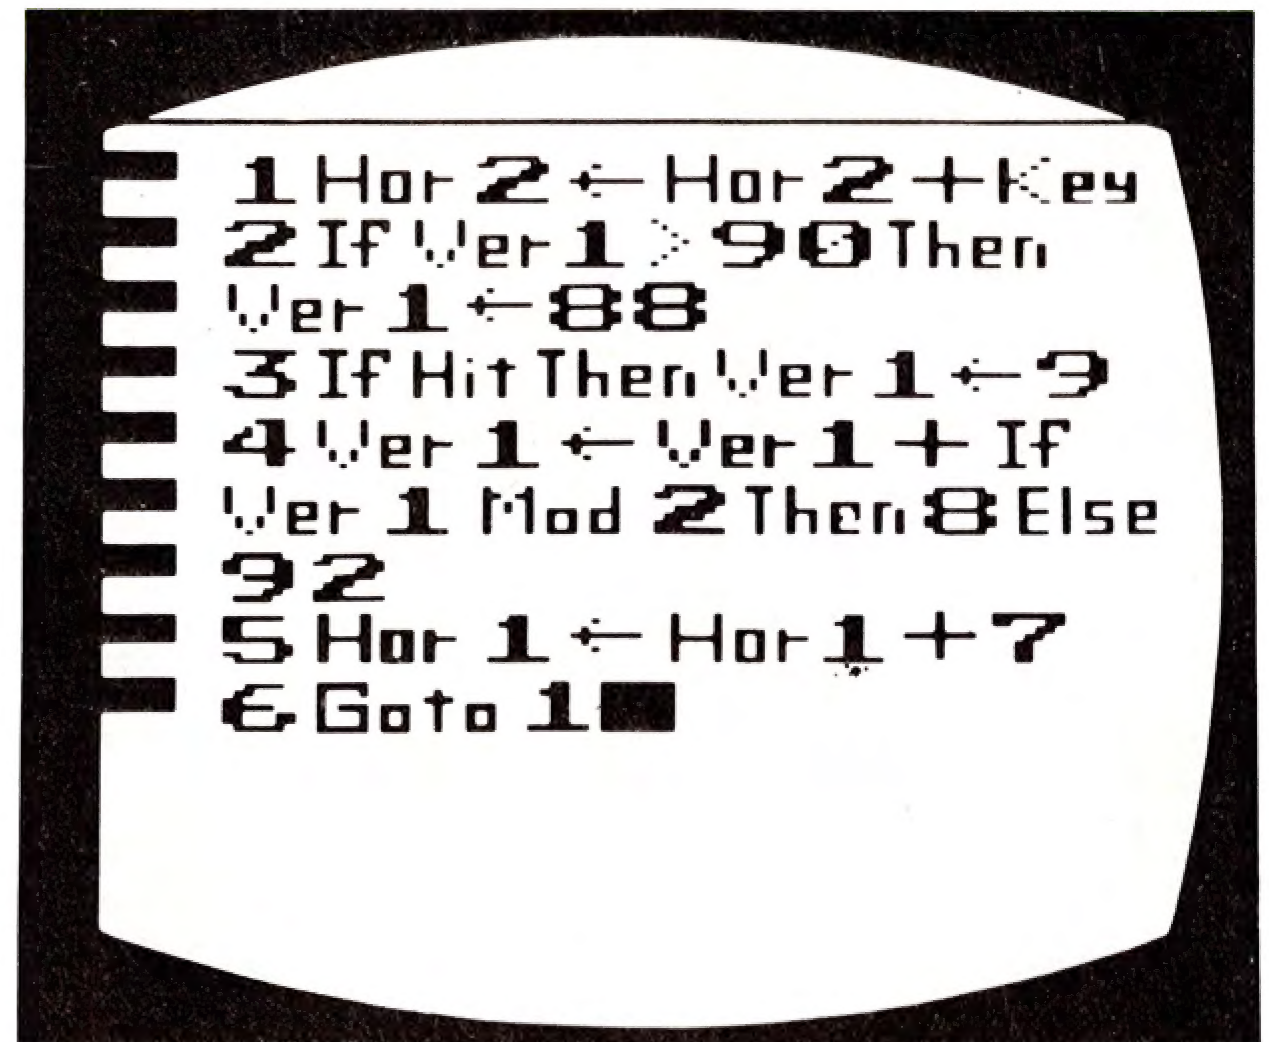 1 Hor 2 ← Hor 2 + Key
2 If Ver 1 > 90 Then
Ver 1 ← 88
3 If Hit Then Ver 1 ← 9
4 Ver 1 ← Ver 1 + If
Ver 1 Mod 2 Then 8 Else
92
5 Hor 1 ← Hor 1 + 7
6 Goto 1